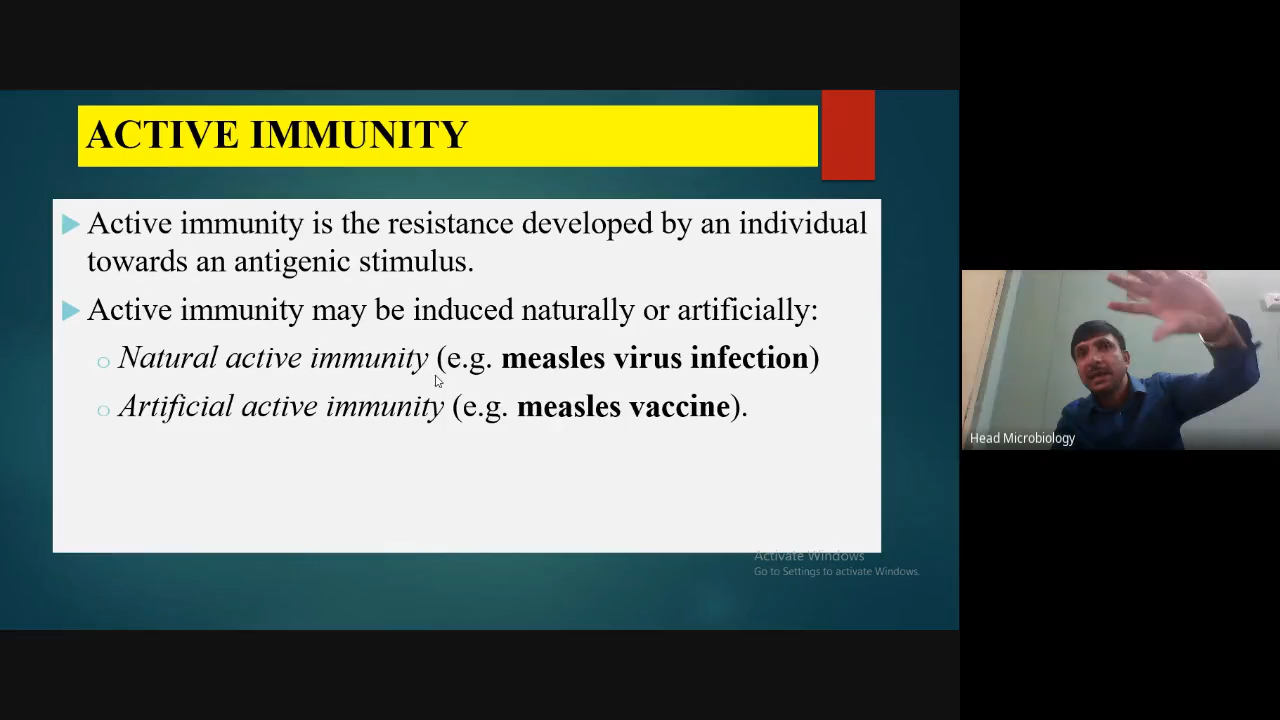 ACTIVE IMMUNITY
Active immunity is the resistance developed by an individual
towards an antigenic stimulus.
Active immunity may be induced naturally or artificially:
Natural active immunity (e.g. measles virus infection)
Artificial active immunity (e.g. measles vaccine).
Activate Windows
Go to Settings to activate Windows.
Head Microbiology